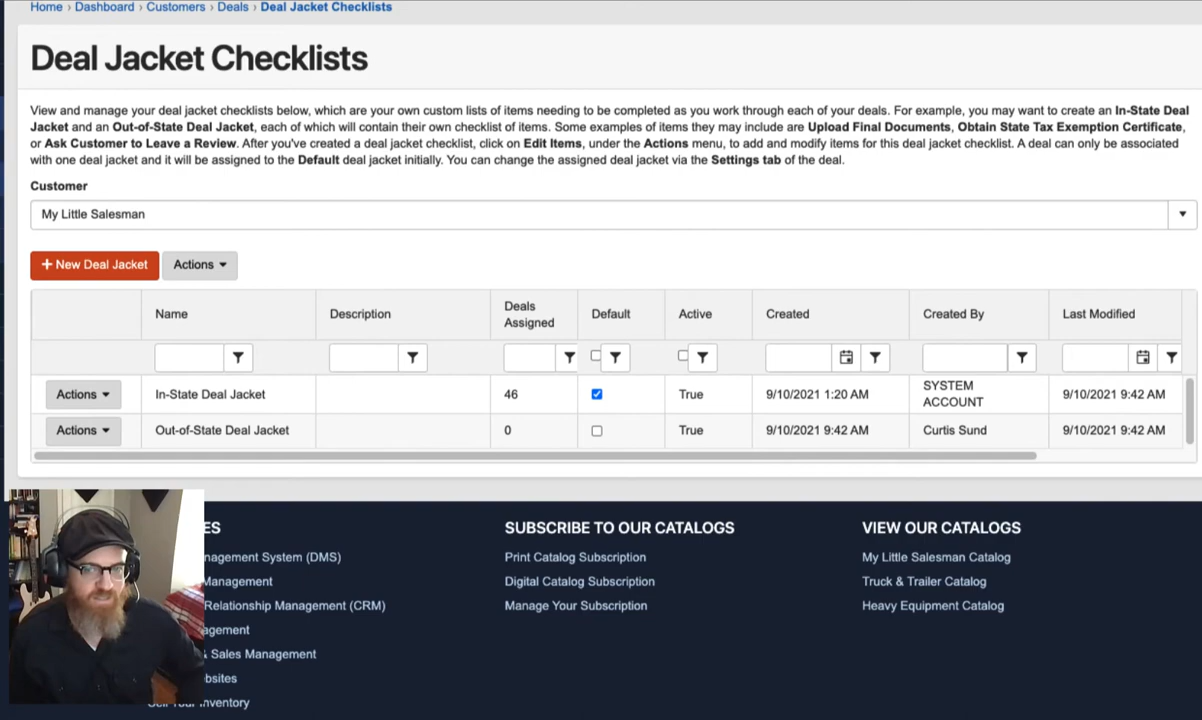 Home › Dashboard › Customers › Deals › Deal Jacket Checklists
Deal Jacket Checklists
View and manage your deal jacket checklists below, which are your own custom lists of items needing to be completed as you work through each of your deals. For example, you may want to create an In-State Deal
Jacket and an Out-of-State Deal Jacket, each of which will contain their own checklist of items. Some examples of items they may include are Upload Final Documents, Obtain State Tax Exemption Certificate,
or Ask Customer to Leave a Review. After you've created a deal jacket checklist, click on Edit Items, under the Actions menu, to add and modify items for this deal jacket checklist. A deal can only be associated
with one deal jacket and it will be assigned to the Default deal jacket initially. You can change the assigned deal jacket via the Settings tab of the deal.
Customer
My Little Salesman
+ New Deal Jacket Actions
Name Description Deals Assigned Default Active Created Created By Last Modified
Actions In-State Deal Jacket 46 True 9/10/2021 1:20 AM SYSTEM ACCOUNT 9/10/2021 9:42 AM
Actions Out-of-State Deal Jacket 0 True 9/10/2021 9:42 AM Curtis Sund 9/10/2021 9:42 AM
ES SUBSCRIBE TO OUR CATALOGS VIEW OUR CATALOGS
nagement System (DMS) Print Catalog Subscription My Little Salesman Catalog
Management Digital Catalog Subscription Truck & Trailer Catalog
Relationship Management (CRM) Manage Your Subscription Heavy Equipment Catalog
agement
& Sales Management
bsites
Inventory